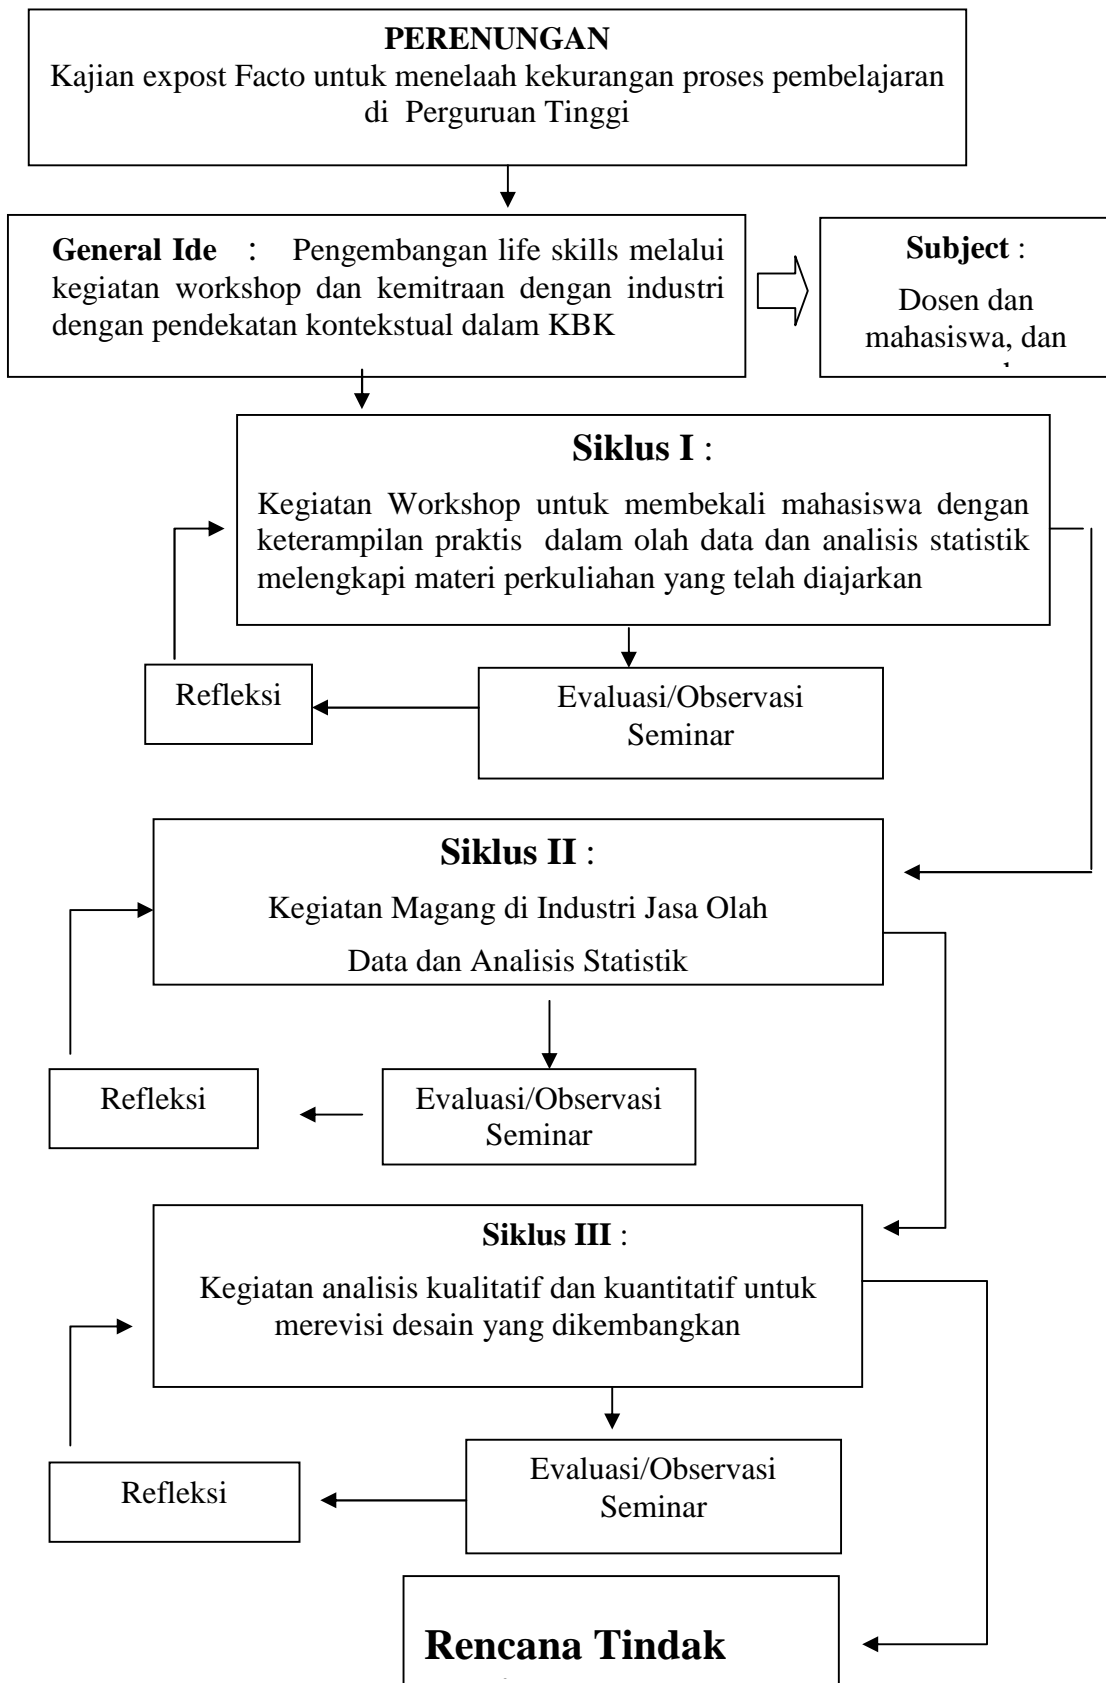 PERENUNGAN
Kajian expost Facto untuk menelaah kekurangan proses pembelajaran
di Perguruan Tinggi
General Ide : Pengembangan life skills melalui
kegiatan workshop dan kemitraan dengan industri
dengan pendekatan kontekstual dalam KBK
Subject :
Dosen dan
mahasiswa, dan
Siklus I :
Kegiatan Workshop untuk membekali mahasiswa dengan
keterampilan praktis dalam olah data dan analisis statistik
melengkapi materi perkuliahan yang telah diajarkan
Refleksi
Evaluasi/Observasi
Seminar
Siklus II :
Kegiatan Magang di Industri Jasa Olah
Data dan Analisis Statistik
Refleksi
Evaluasi/Observasi
Seminar
Siklus III :
Kegiatan analisis kualitatif dan kuantitatif untuk
merevisi desain yang dikembangkan
Refleksi
Evaluasi/Observasi
Seminar
Rencana Tindak